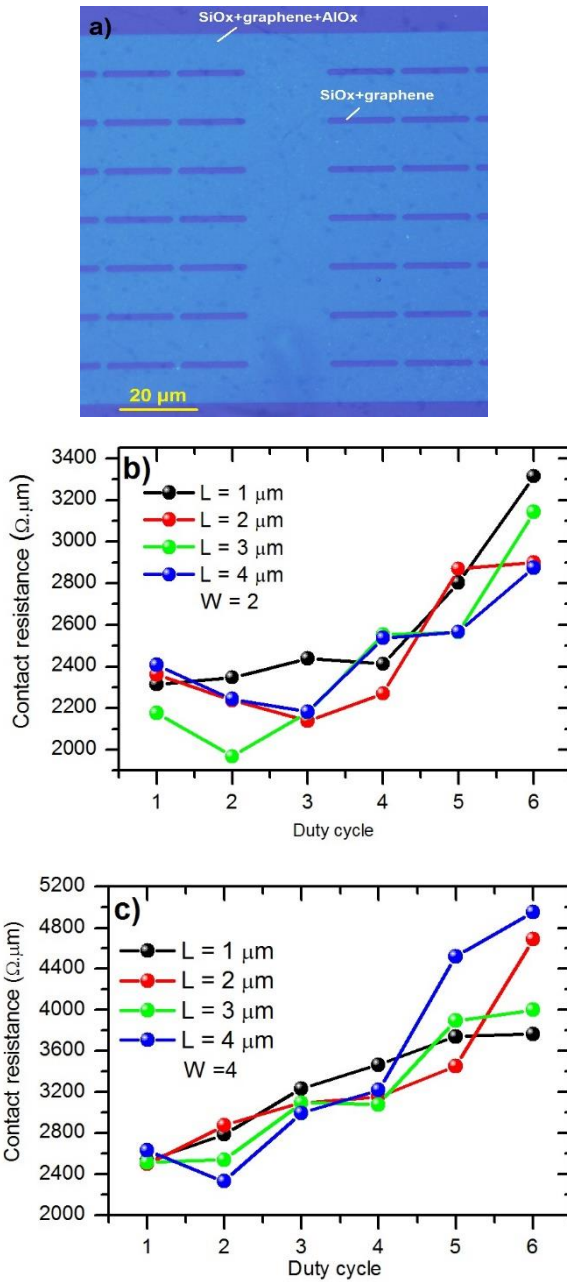 a)
SiOx+graphene+AlOx
SiOx+graphene
20 µm
b)
3400
3200
3000
2800
2600
2400
2200
2000
Contact resistance (Ω.µm)
L = 1 µm
L = 2 µm
L = 3 µm
L = 4 µm
W = 2
1 2 3 4 5 6
Duty cycle
c)
5200
4800
4400
4000
3600
3200
2800
2400
2000
Contact resistance (Ω.µm)
L = 1 µm
L = 2 µm
L = 3 µm
L = 4 µm
W =4
1 2 3 4 5 6
Duty cycle